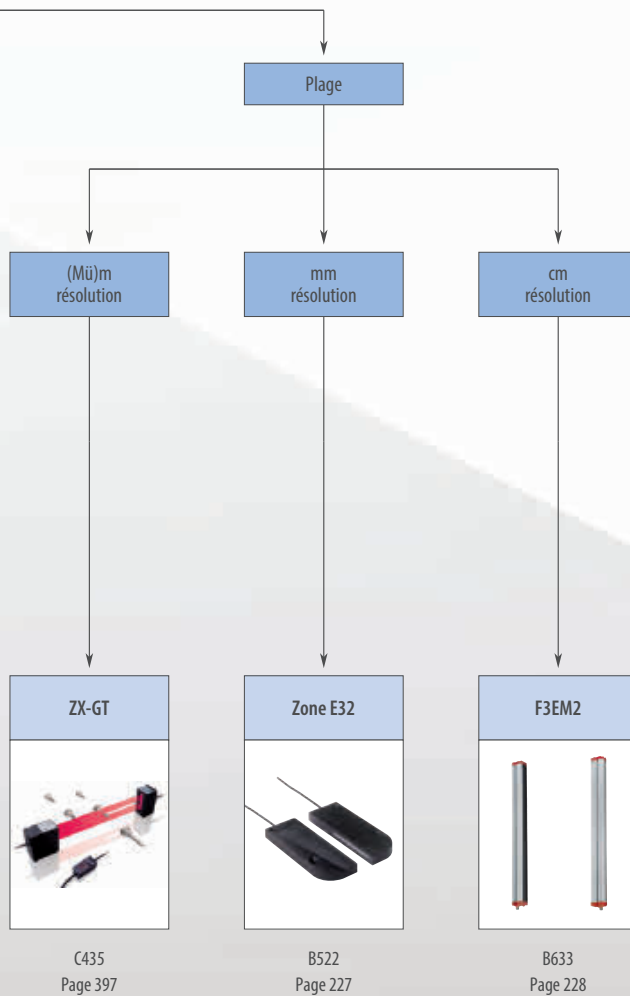 Plage
(Mü)m
résolution
mm
résolution
cm
résolution
ZX-GT
Zone E32
F3EM2
C435
Page 397
B522
Page 227
B633
Page 228